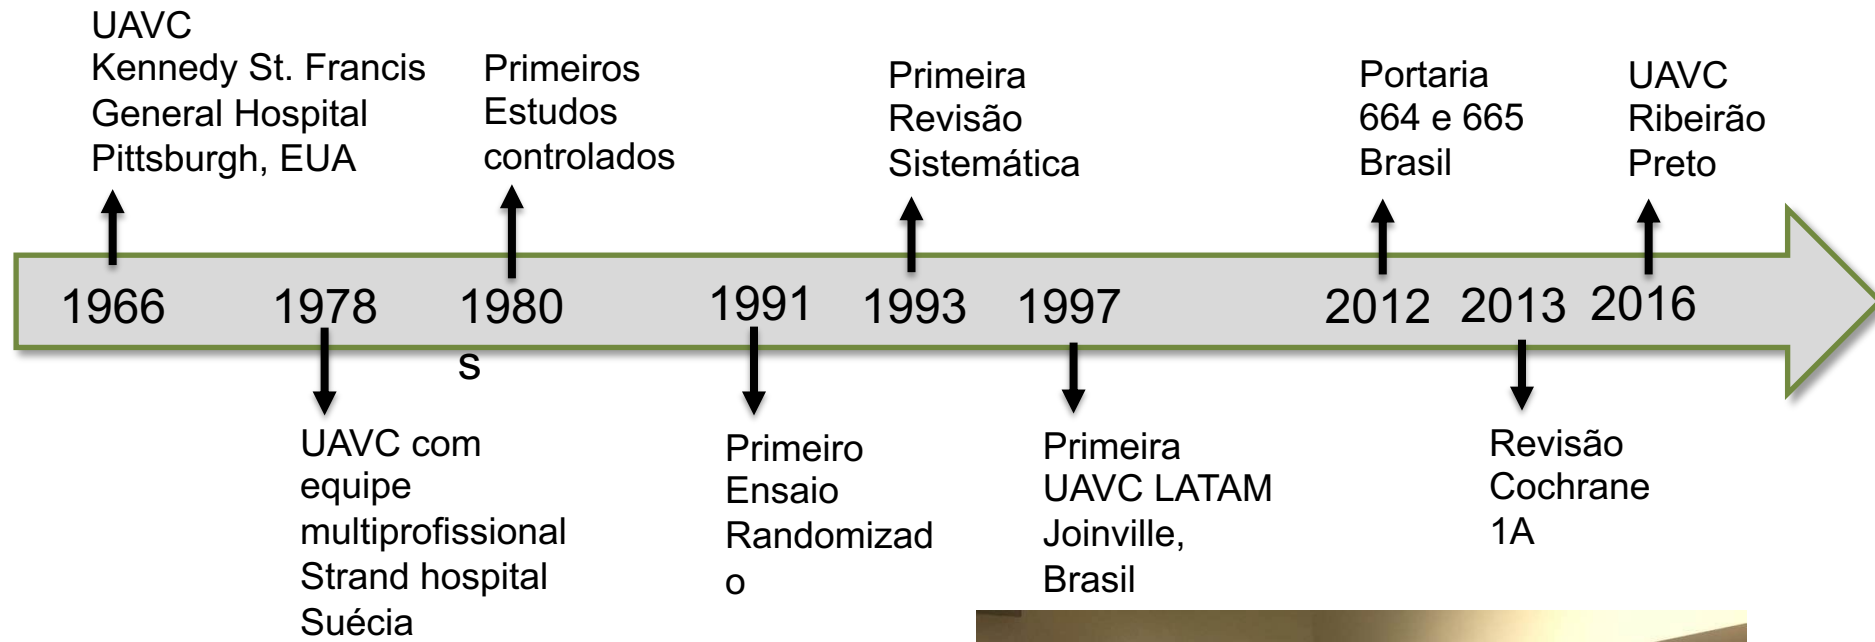 UAVC
Kennedy St. Francis
General Hospital
Pittsburgh, EUA
Primeiros
Estudos
controlados
Primeira
Revisão
Sistemática
Portaria
664 e 665
Brasil
UAVC
Ribeirão
Preto
1966
1978
1980
s
1991
1993
1997
2012
2013
2016
UAVC com
equipe
multiprofissional
Strand hospital
Suécia
Primeiro
Ensaio
Randomizad
o
Primeira
UAVC LATAM
Joinville,
Brasil
Revisão
Cochrane
1A